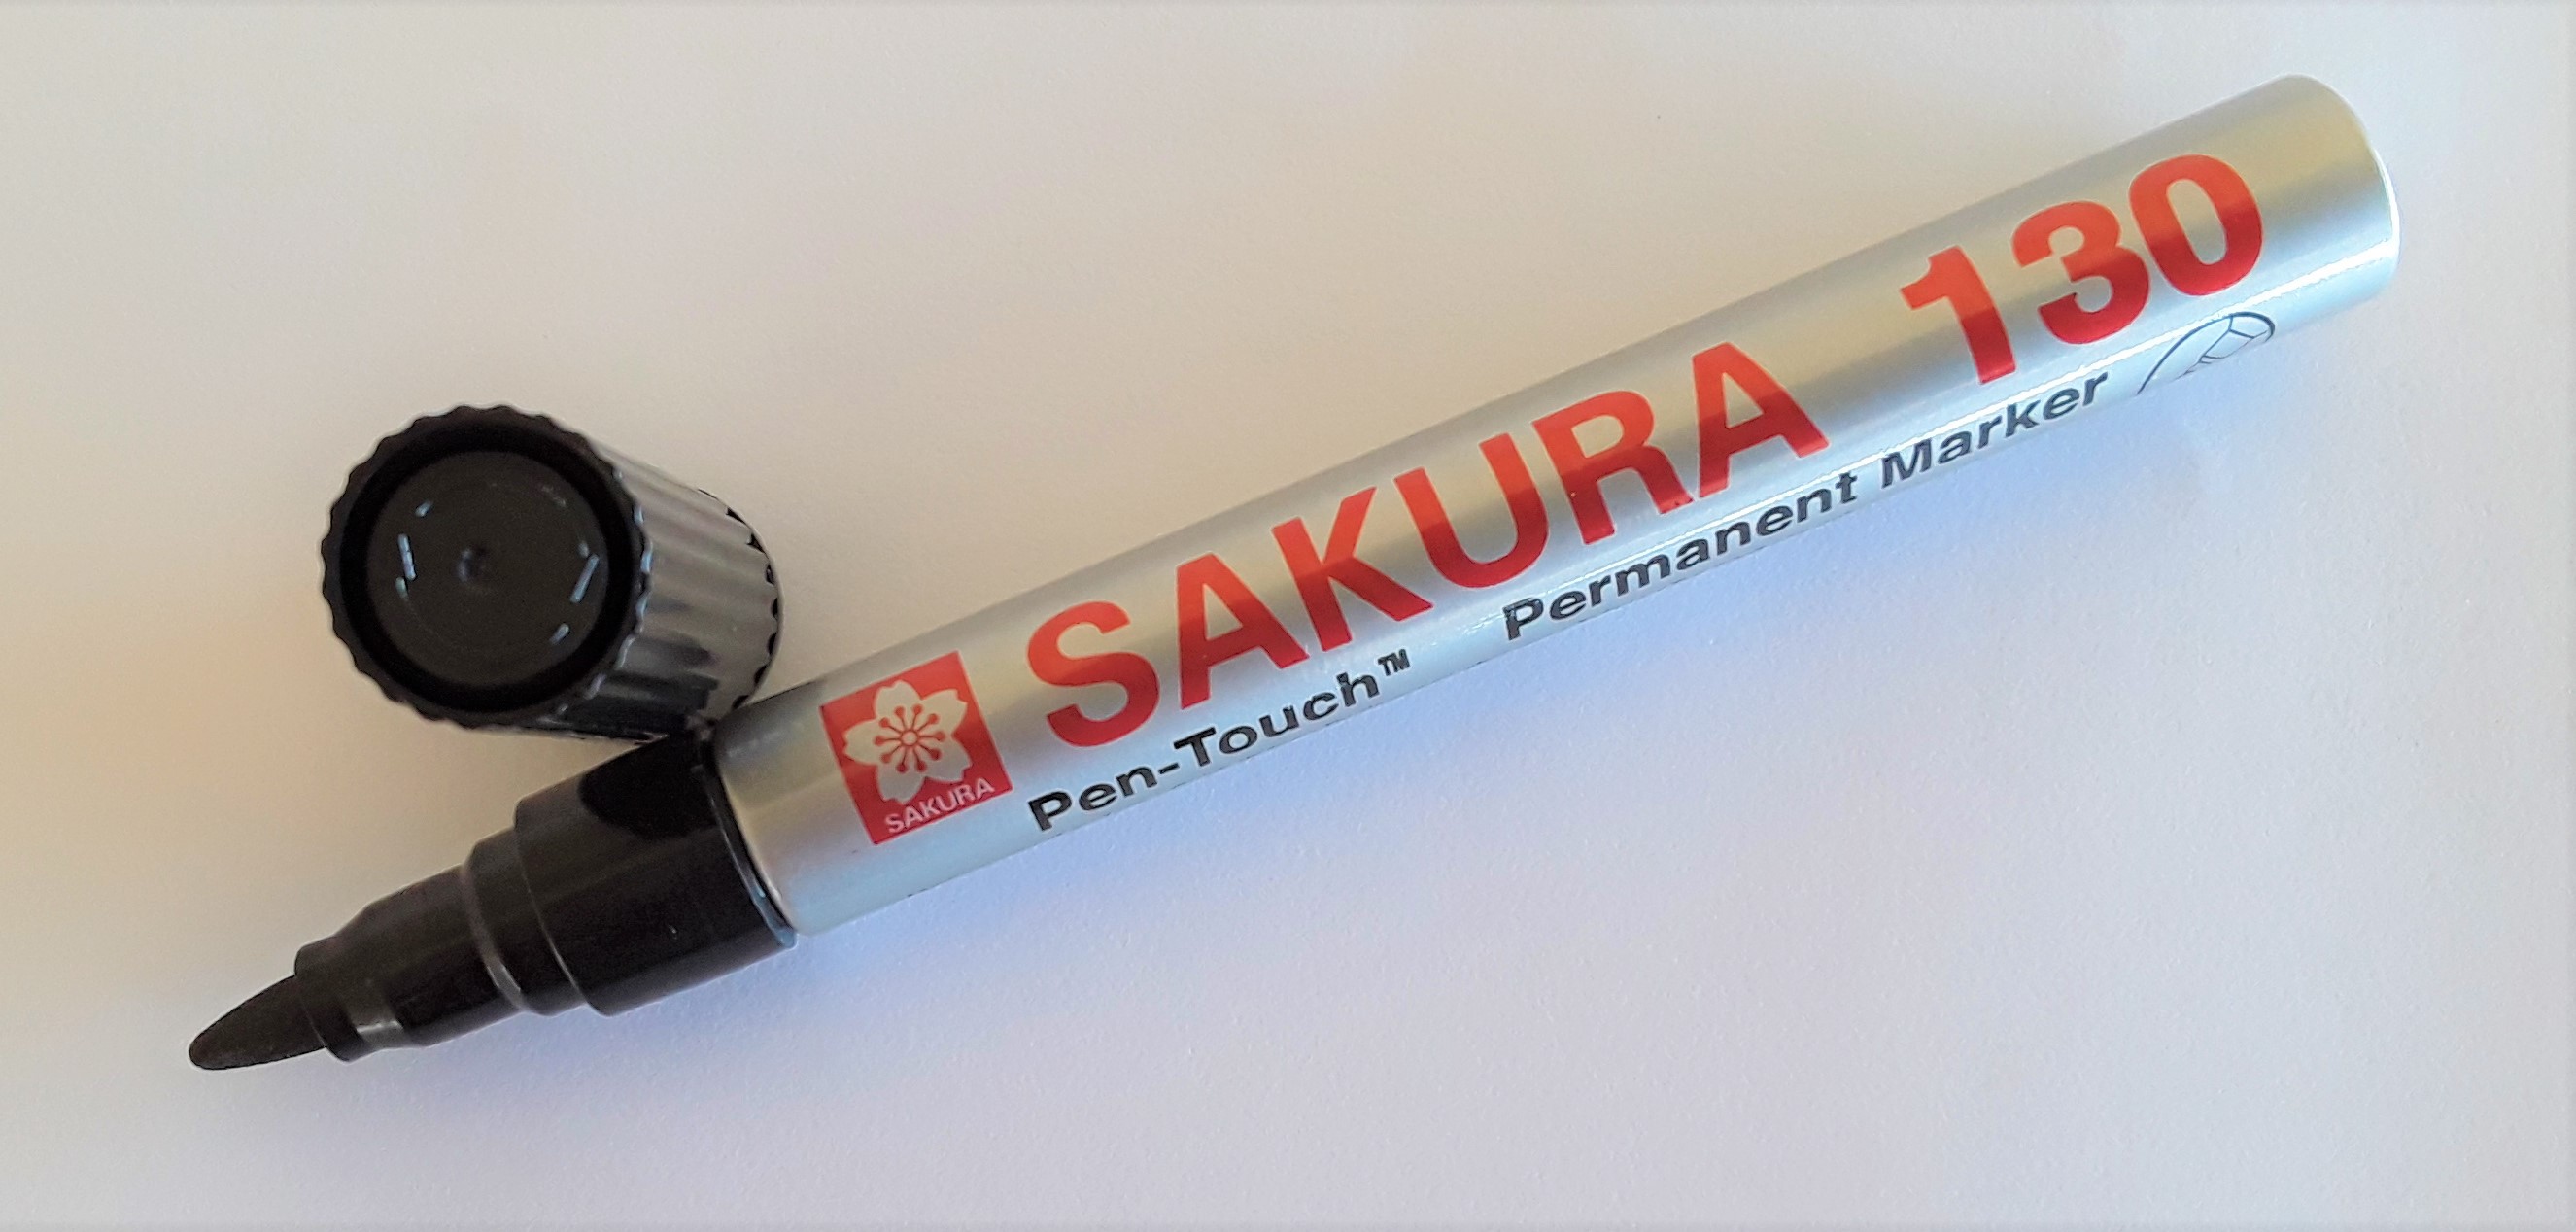 SAKURA
SAKURA 130
Pen-Touch™ Permanent Marker